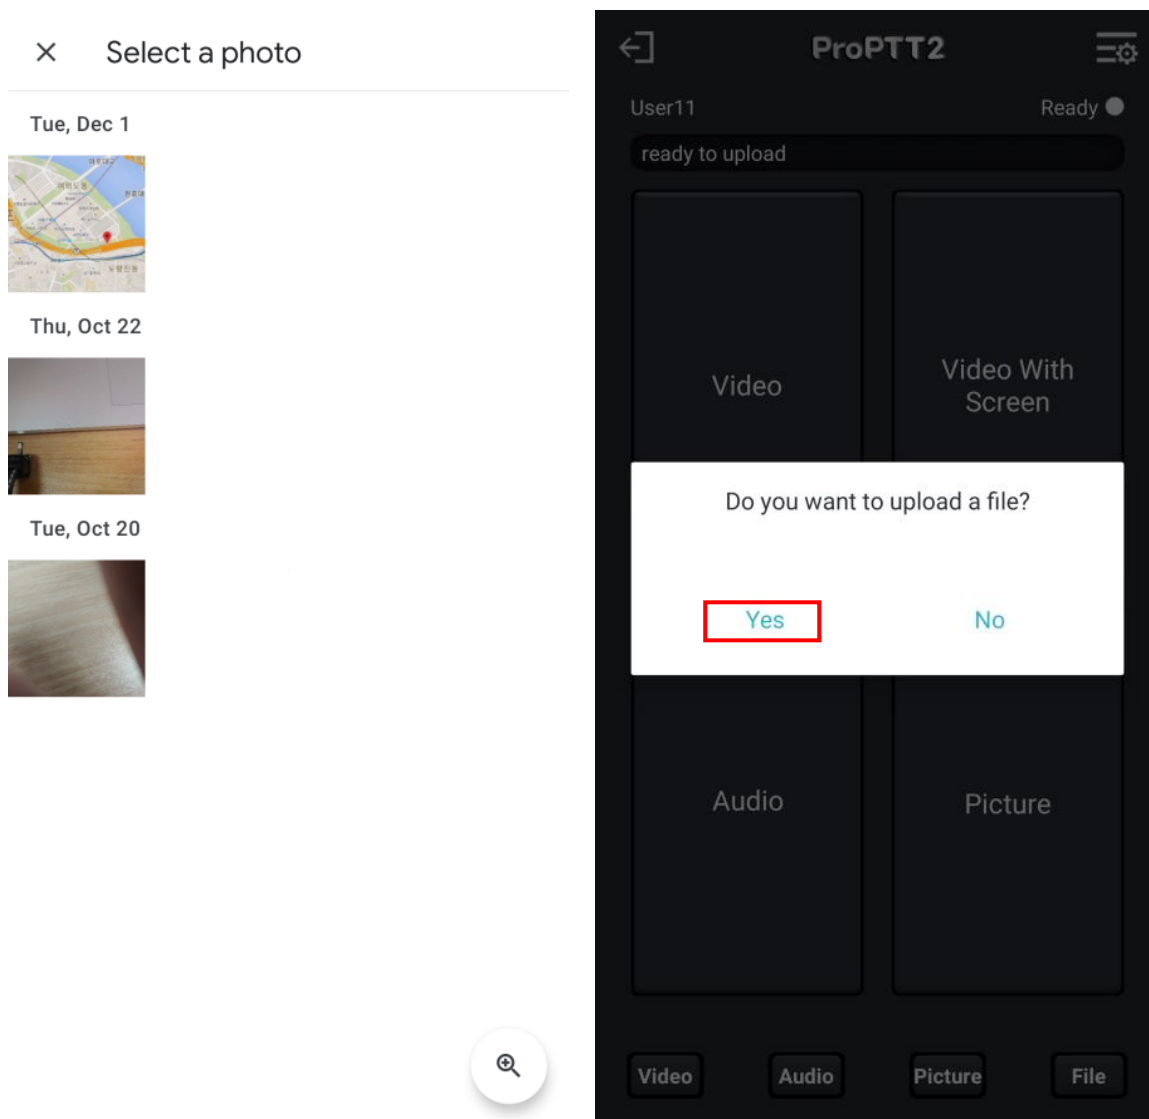 Select a photo
Tue, Dec 1
Thu, Oct 22
Tue, Oct 20
ProPTT2
User11
Ready
ready to upload
Video
Video With
Screen
Do you want to upload a file?
Yes
No
Audio
Picture
Video
Audio
Picture
File